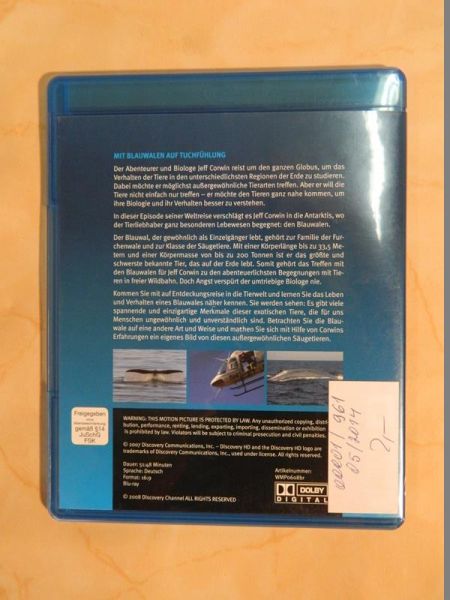 MIT BLAUWALEN AUF TUCHFÜHLUNG
Der Abenteurer und Biologe Jeff Corwin reist um den ganzen Globus, um das
Verhalten der Tiere in den unterschiedlichsten Regionen der Erde zu studieren.
Dabei möchte er möglichst außergewöhnliche Tierarten treffen. Aber er will die
Tiere nicht einfach nur treffen – er möchte den Tieren ganz nahe kommen, um
ihre Biologie und ihr Verhalten besser zu verstehen.
In dieser Episode seiner Weltreise verschlägt es Jeff Corwin in die Antarktis, wo
der Tierliebhaber ganz besonderen Lebewesen begegnet: den Blauwalen.
Der Blauwal, der gewöhnlich als Einzelgänger lebt, gehört zur Familie der Fur-
chenwale und zur Klasse der Säugetiere. Mit einer Körperlänge bis zu 33,5 Me-
tern und einer Körpermasse von bis zu 200 Tonnen ist er das größte und
schwerste bekannte Tier, das auf der Erde lebt. Somit gehört das Treffen mit
den Blauwalen für Jeff Corwin zu den abenteuerlichsten Begegnungen mit Tie-
ren in freier Wildbahn. Doch Angst verspürt der umtriebige Biologe nie.
Kommen Sie mit auf Entdeckungsreise in die Tierwelt und lernen Sie das Leben
und Verhalten eines Blauwales näher kennen. Sie werden sehen: Es gibt viele
spannende und einzigartige Merkmale dieser exotischen Tiere, die für uns
Menschen ungewöhnlich und unverständlich sind. Betrachten Sie die Blau-
wale auf eine andere Art und Weise und machen Sie sich mit Hilfe von Corwins
Erfahrungen ein eigenes Bild von diesen außergewöhnlichen Säugetieren.
Freigegeben
gemäß §14
JuSchG
FSK
WARNING: THIS MOTION PICTURE IS PROTECTED BY LAW. Any unauthorized copying, distri-
bution, performance, renting, lending, exporting, importing, dissemination or exhibition
is prohibited by law. Violators will be subject to criminal prosecution and civil penalties.
© 2007 Discovery Communications, Inc. – Discovery HD and the Discovery HD logo are
trademarks of Discovery Communications, Inc., used under license. All rights reserved.
Dauer: 51:48 Minuten
Sprache: Deutsch
Format: 16:9
Blu-ray
Artikelnummer:
WMP0608br
DOLBY
DIGITAL
© 2008 Discovery Channel ALL RIGHTS RESERVED
961
05/2014
2,-